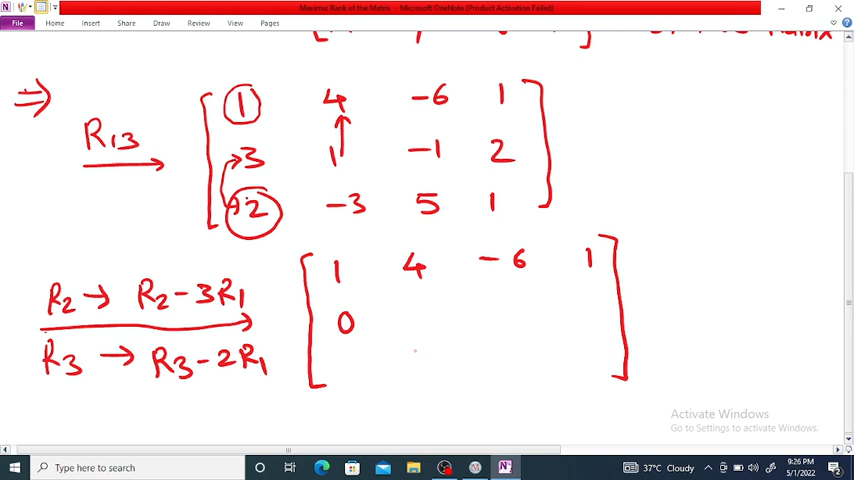 Maximix Rank of the Matrix -- Microsoft OneNote (Product Activation Failed)
File Home Insert Share Draw Review View Pages
⇒
R13 1 4 -6 1
3 1 -1 2
2 -3 5 1
R2 → R2-3R1 1 4 -6 1
R3 → R3-2R1 0
Activate Windows
Go to Settings to activate Windows.
Type here to search 37°C Cloudy 9:26 PM
5/1/2022